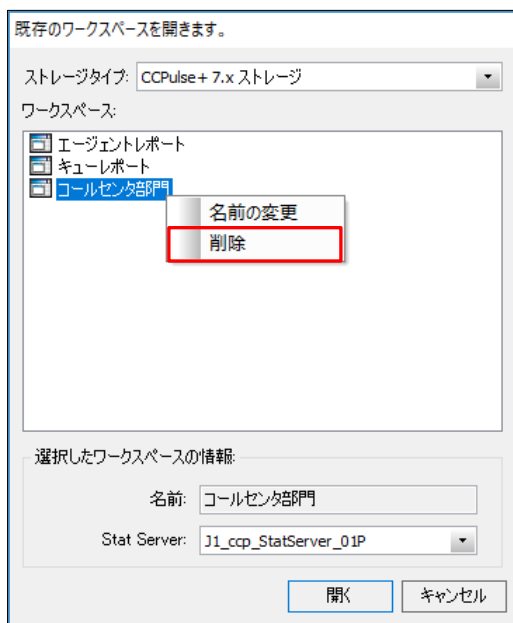 既存のワークスペースを開きます。
ストレージタイプ: CCPulse+ 7.x ストレージ
ワークスペース:
エージェントレポート
キューレポート
コールセンタ部門
名前の変更
削除
選択したワークスペースの情報:
名前: コールセンタ部門
Stat Server: J1_ccp_StatServer_01P
開く キャンセル